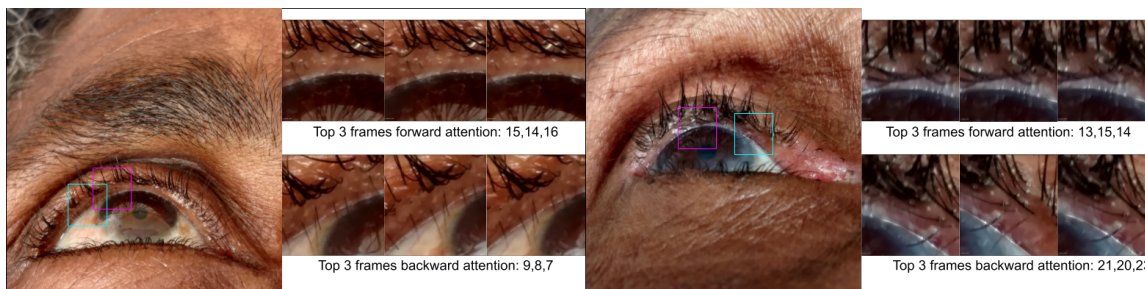 Top 3 frames forward attention: 15,14,16
Top 3 frames backward attention: 9,8,7
Top 3 frames forward attention: 13,15,14
Top 3 frames backward attention: 21,20,23